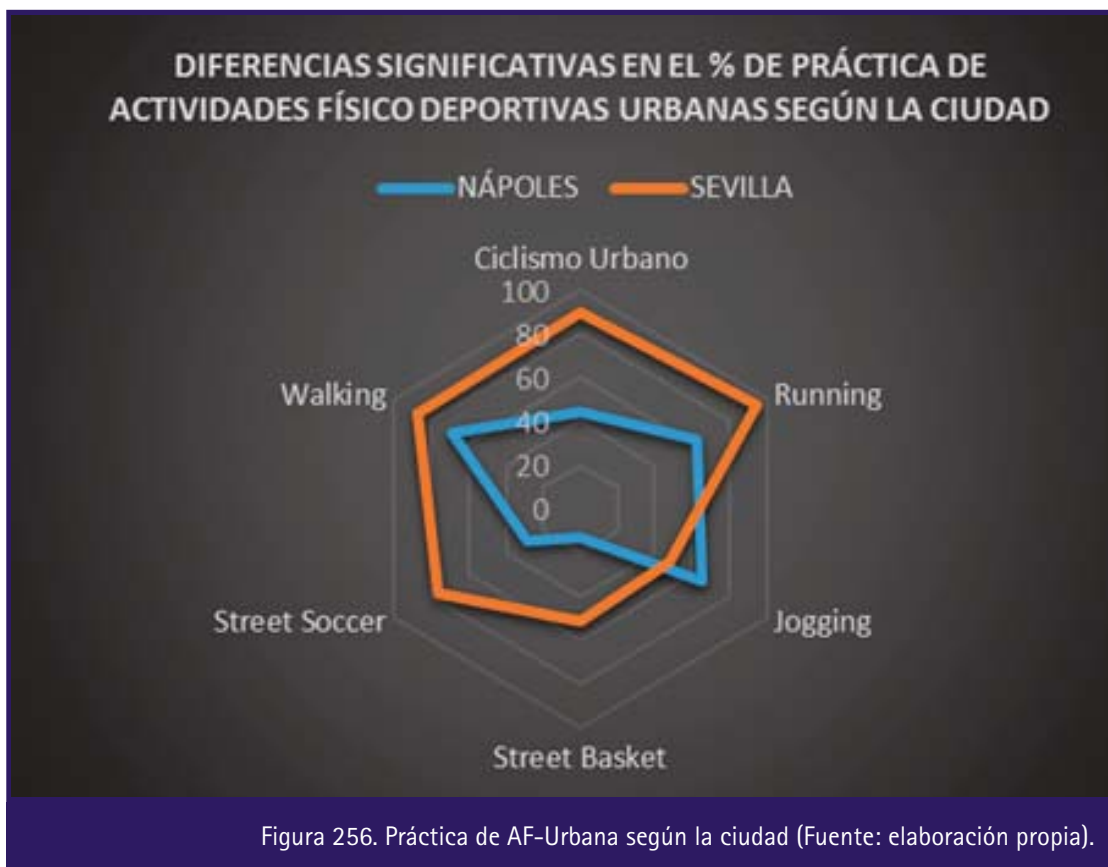 DIFERENCIAS SIGNIFICATIVAS EN EL % DE PRÁCTICA DE
ACTIVIDADES FÍSICO DEPORTIVAS URBANAS SEGÚN LA CIUDAD
NÁPOLES SEVILLA
Ciclismo Urbano
100
80
60
40
20
0
Walking
Running
Street Soccer
Jogging
Street Basket
Figura 256. Práctica de AF-Urbana según la ciudad (Fuente: elaboración propia).